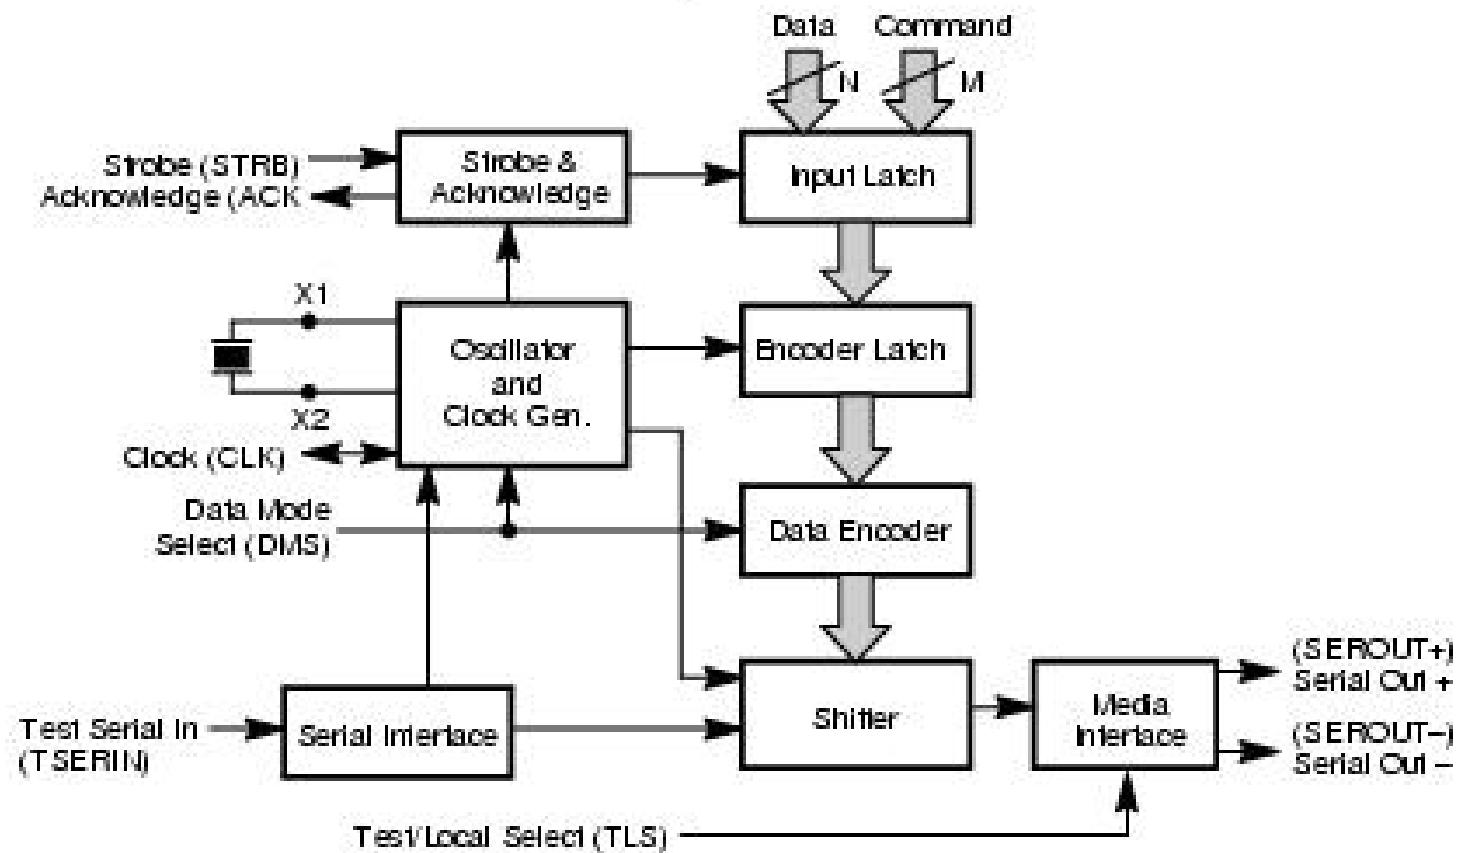 Data Command
N M
Strobe (STRB)
Acknowledge (ACK
Strobe &
Acknowledge
Input Latch
X1
X2
Oscillator
and
Clock Gen.
Encoder Latch
Clock (CLK)
Data Mode
Select (DMS)
Data Encoder
Test Serial In
(TSERIN)
Serial Interface
Shifter
Media
Interface
(SEROUT+)
Serial Out +
(SEROUT–)
Serial Out –
Test/Local Select (TLS)